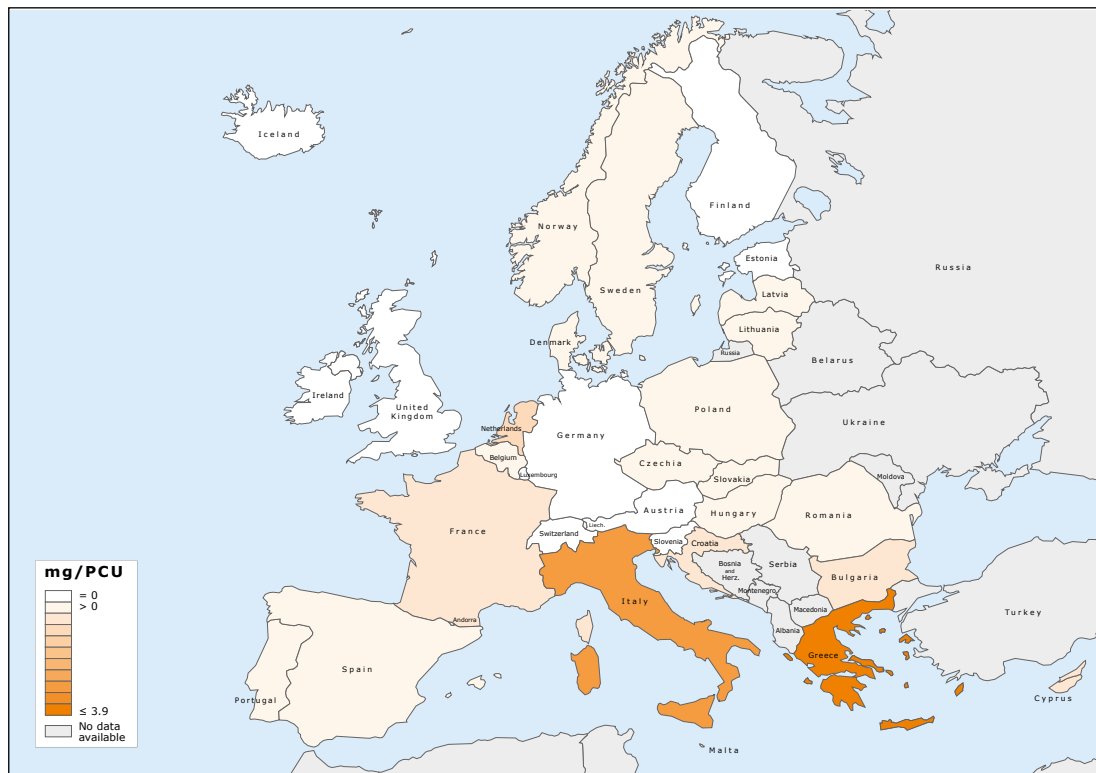 Iceland
Finland
Norway
Estonia
Russia
Sweden
Latvia
Lithuania
Denmark
Russia
Belarus
Ireland
United
Kingdom
Poland
Netherlands
Germany
Ukraine
Belgium
Czechia
Luxembourg
Slovakia
Moldova
Austria
Hungary
Romania
France
Liech.
Switzerland
Slovenia
Croatia
Bosnia
and
Herz.
Serbia
Bulgaria
Montenegro
Italy
Macedonia
Turkey
Andorra
Albania
Greece
Spain
Portugal
Cyprus
Malta
mg/PCU
= 0
> 0
≤ 3.9
No data
available